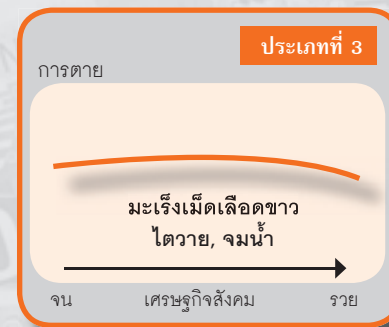 ประเภทที่ 3
การตาย
มะเร็งเม็ดเลือดขาว
ไตวาย, จมน้ำ
จน เศรษฐกิจสังคม รวย